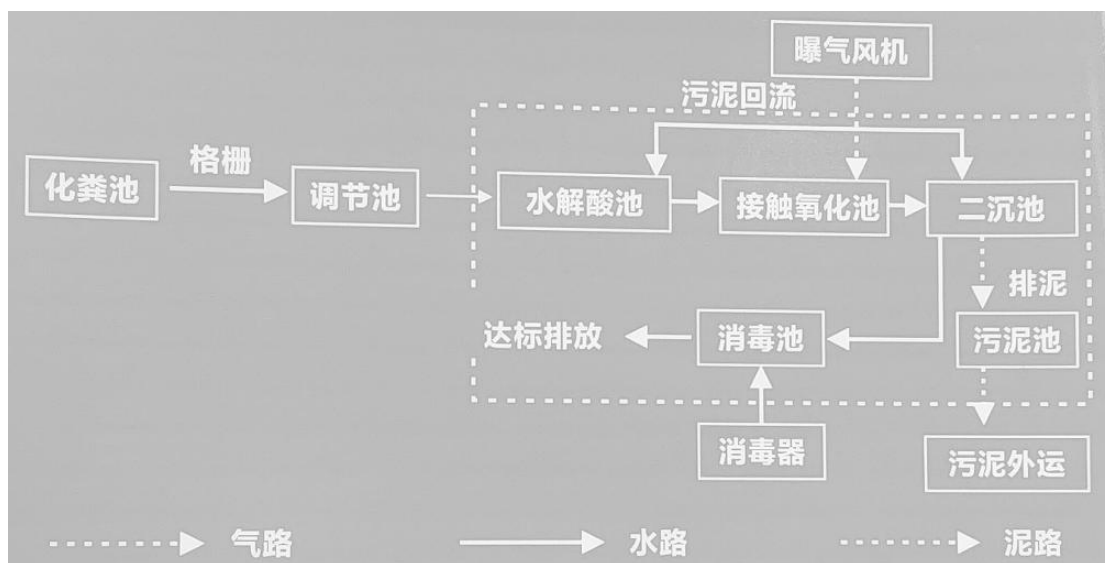 曝气风机
污泥回流
化粪池
格栅
调节池
水解酸池
接触氧化池
二沉池
排泥
达标排放
消毒池
污泥池
消毒器
污泥外运
气路
水路
泥路